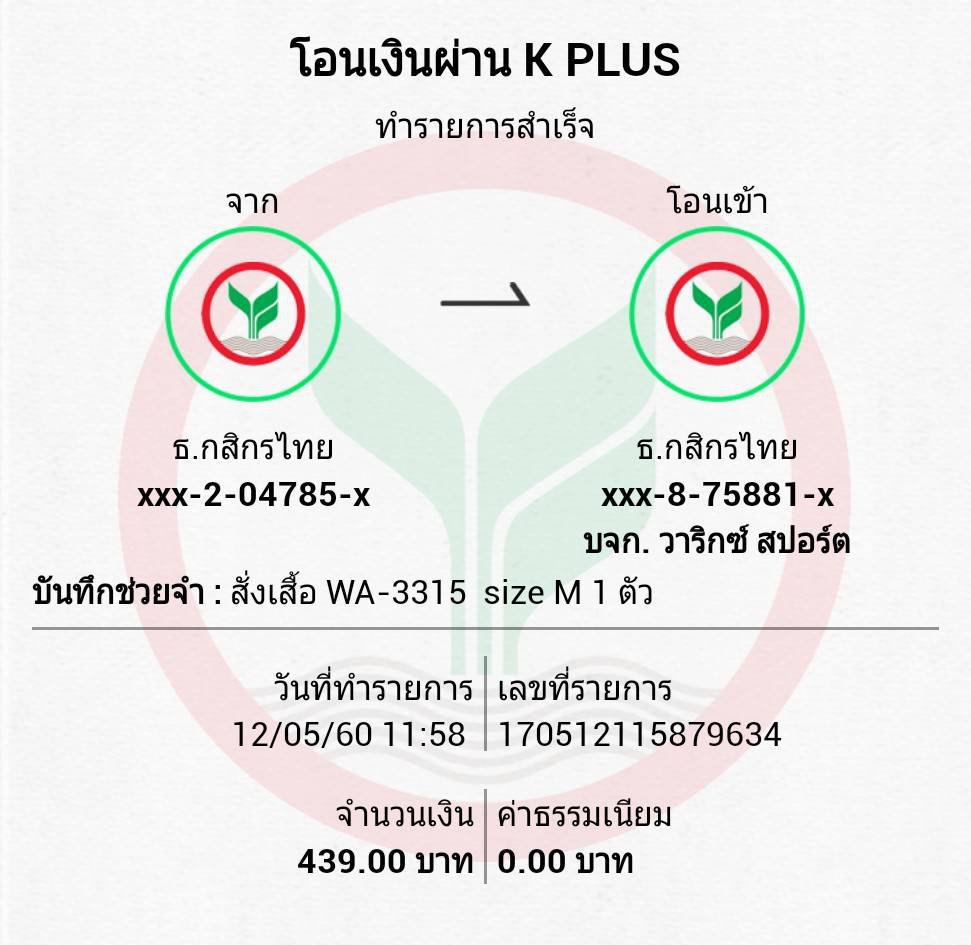 โอนเงินผ่าน K PLUS
ทำรายการสำเร็จ
จาก
โอนเข้า
ธ.กสิกรไทย
xxx-2-04785-x
ธ.กสิกรไทย
xxx-8-75881-x
บจก. วาริกซ์ สปอร์ต
บันทึกช่วยจำ : สั่งเสื้อ WA-3315 size M 1 ตัว
วันที่ทำรายการ
12/05/60 11:58
เลขที่รายการ
170512115879634
จำนวนเงิน
439.00 บาท
ค่าธรรมเนียม
0.00 บาท